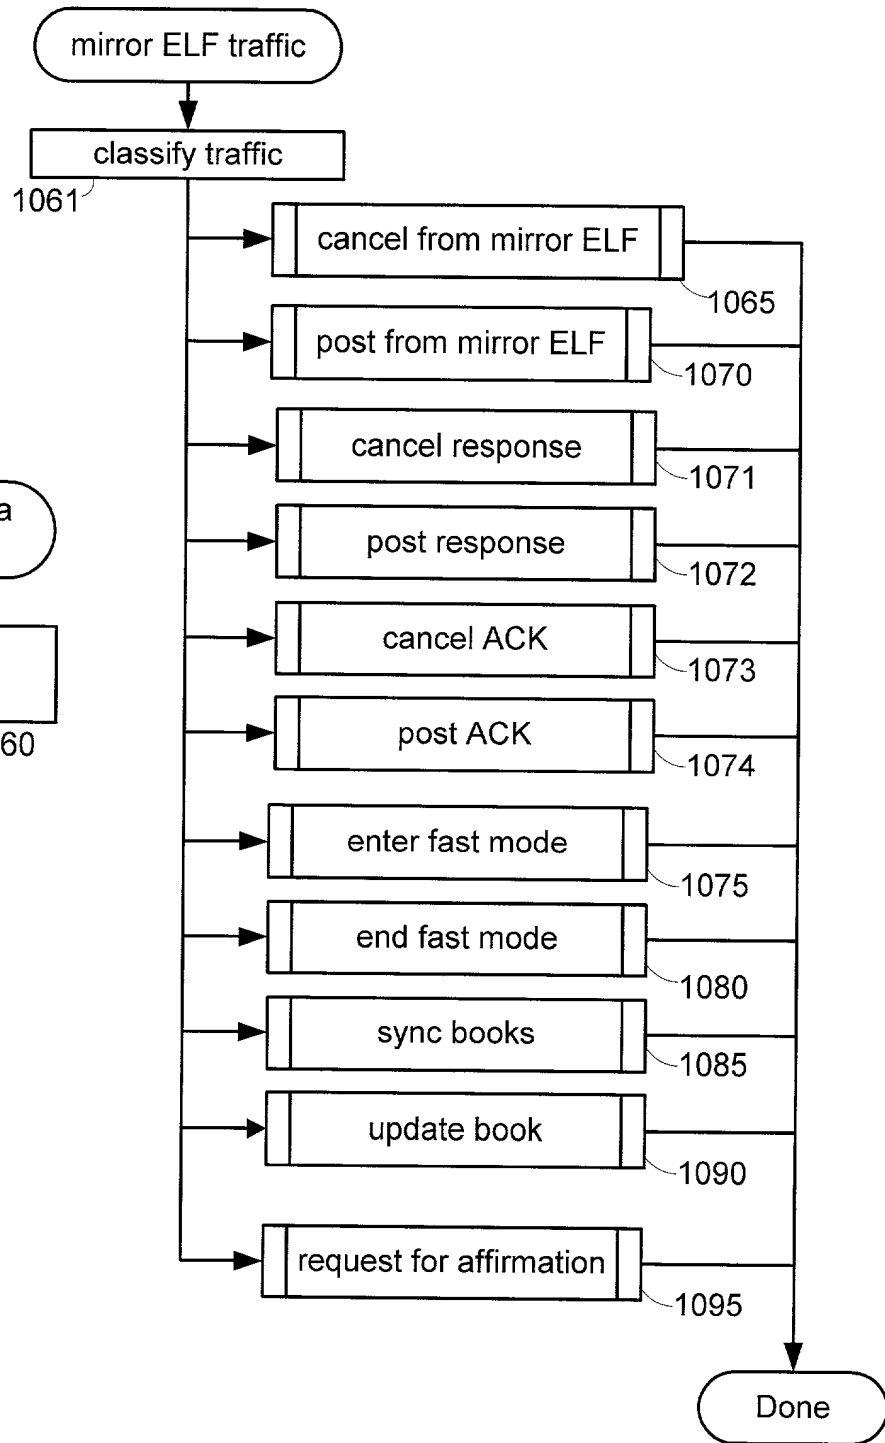 mirror ELF traffic
classify traffic
1061
cancel from mirror ELF
1065
post from mirror ELF
1070
cancel response
1071
a
post response
1072
cancel ACK
1073
60
post ACK
1074
enter fast mode
1075
end fast mode
1080
sync books
1085
update book
1090
request for affirmation
1095
Done